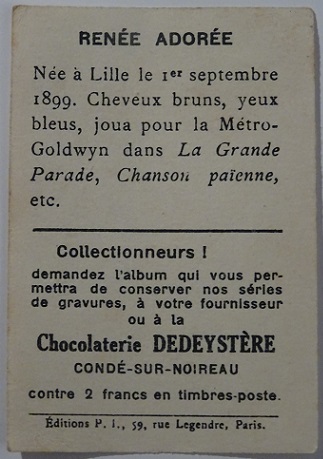 RENÉE ADORÉE
Née à Lille le 1er septembre
1899. Cheveux bruns, yeux
bleus, joua pour la Métro-
Goldwyn dans La Grande
Parade, Chanson païenne,
etc.
Collectionneurs !
demandez l'album qui vous per-
mettra de conserver nos séries
de gravures, à votre fournisseur
ou à la
Chocolaterie DEDEYSTÈRE
CONDÉ-SUR-NOIREAU
contre 2 francs en timbres-poste.
Éditions P. I., 59, rue Legendre, Paris.